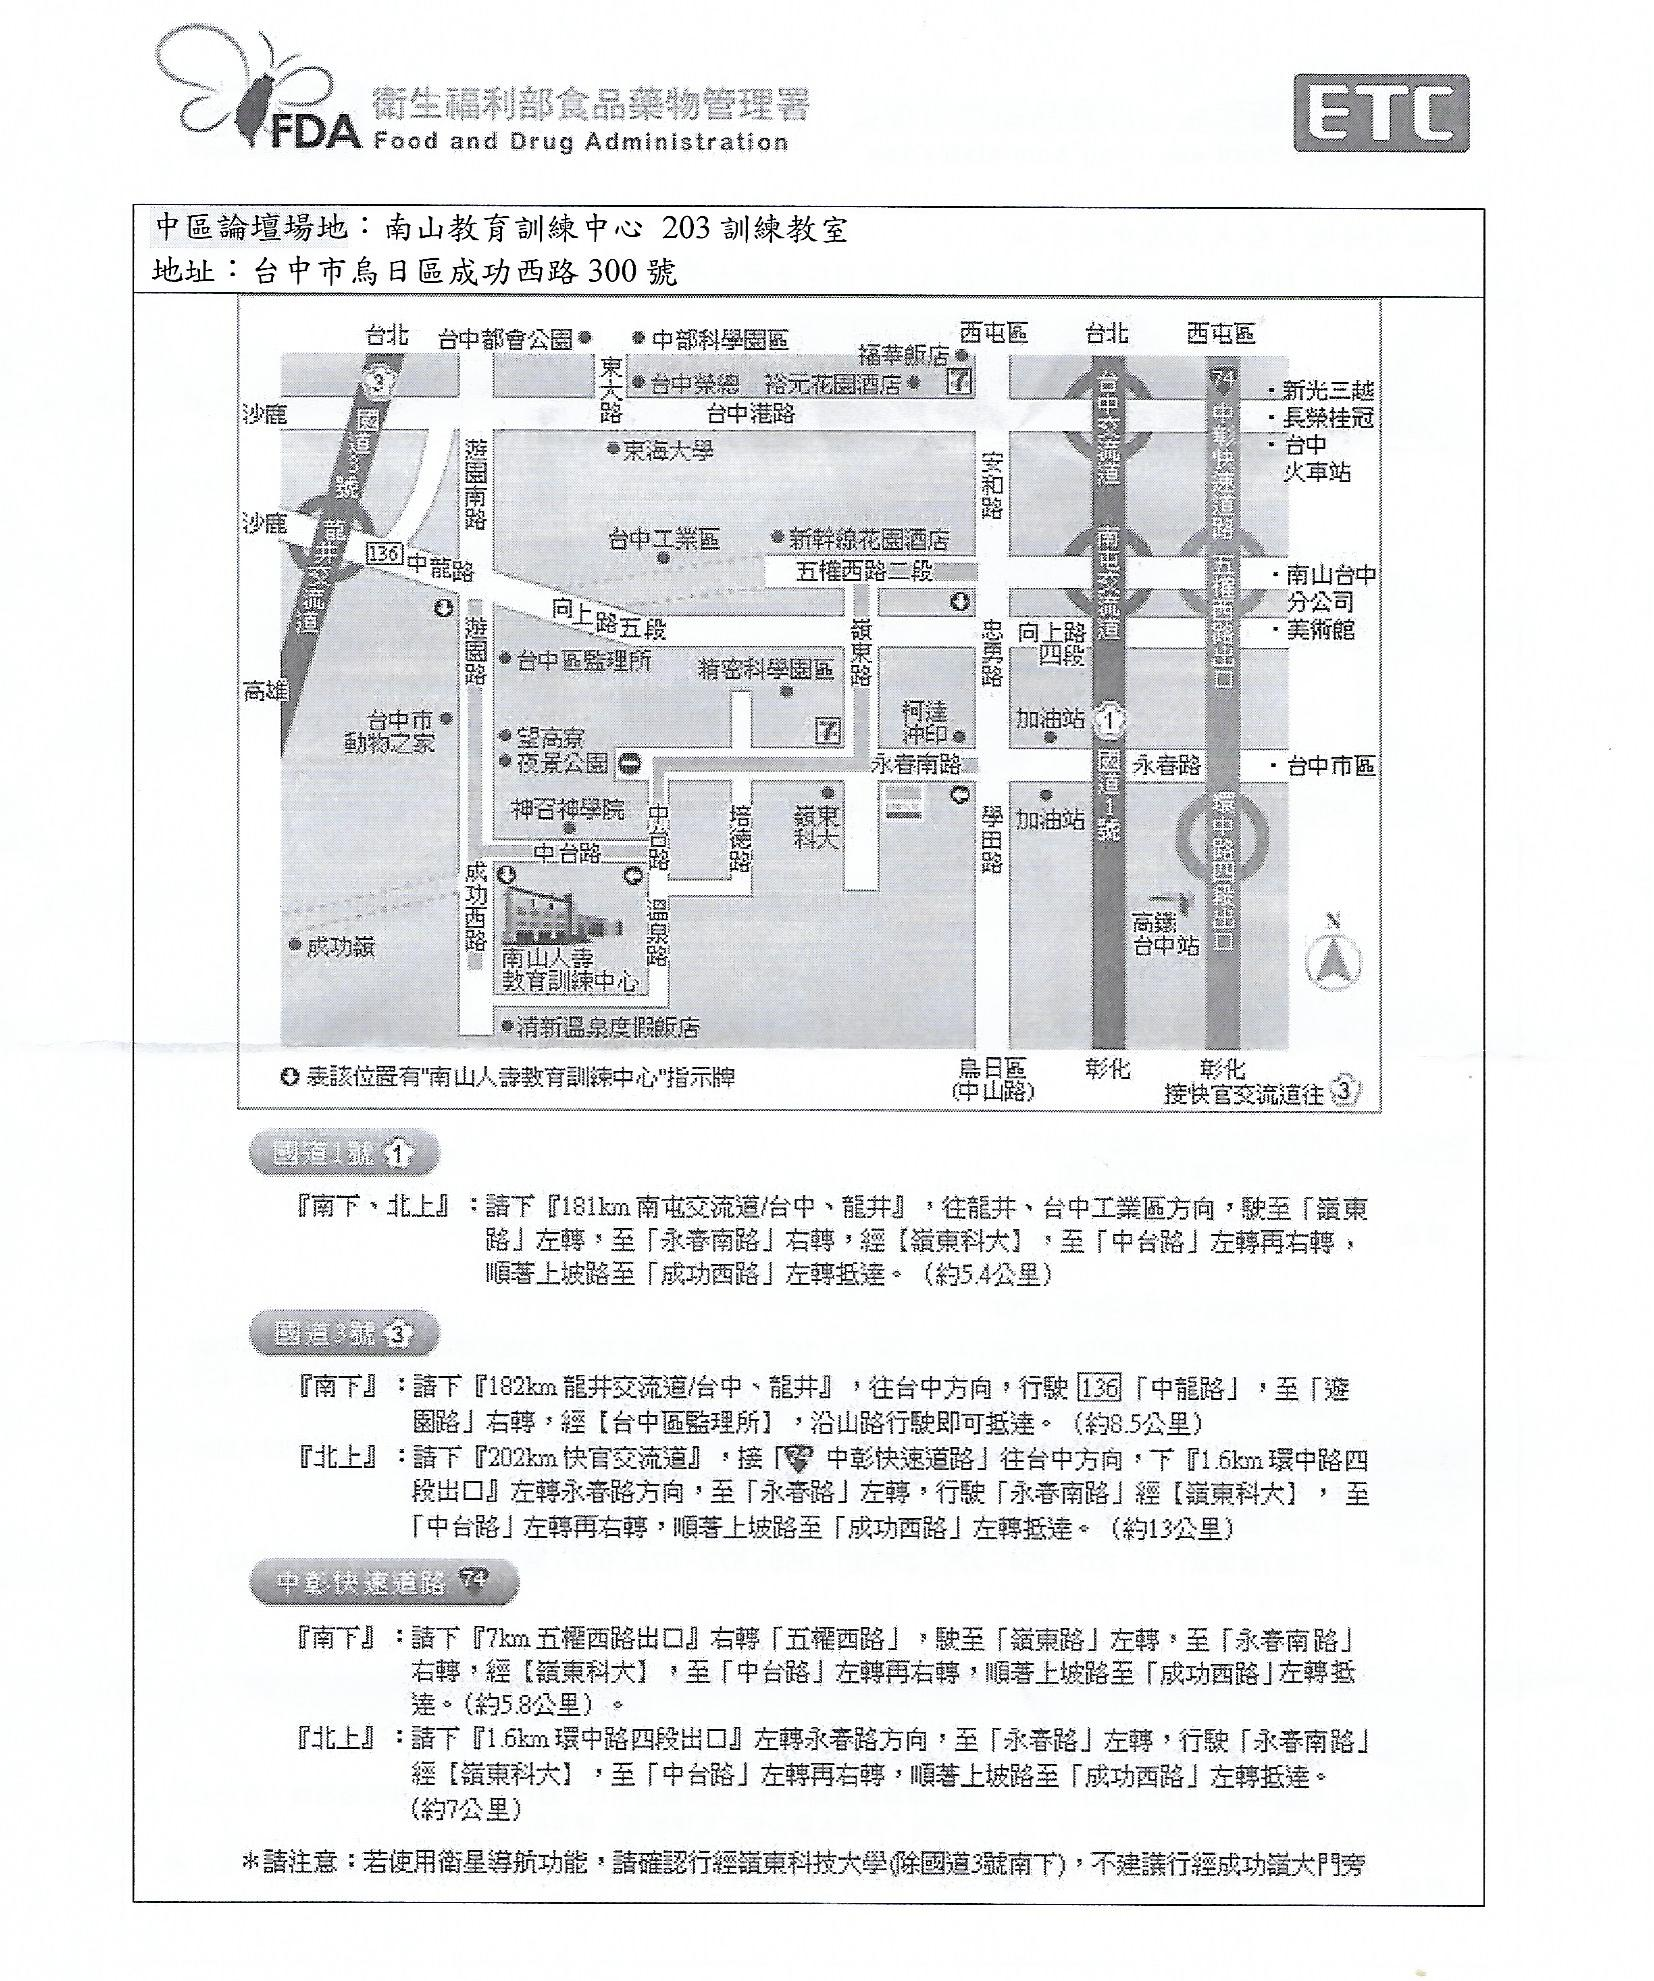 FDA 衛生福利部食品藥物管理署
Food and Drug Administration
ETC
中區論壇場地：南山教育訓練中心 203 訓練教室
地址：台中市烏日區成功西路 300 號
台北
台中都會公園
中部科學園區
西屯區
台北
西屯區
福華飯店
3
東大路
台中榮總
裕元花園酒店
7
74
新光三越
沙鹿
台中港路
長榮桂冠
國道3號
台中交流道
中彰快速道路
台中
火車站
遊園南路
東海大學
安和路
沙鹿
龍井交流道
136
中龍路
台中工業區
新幹線花園酒店
南屯交流道
五權西路二段
五權西路出口
南山台中
分公司
向上路五段
嶺東路
忠勇路
向上路
四段
美術館
遊園路
台中區監理所
精密科學園區
高雄
台中市
動物之家
望高寮
夜景公園
7
柯達
沖印
加油站
1
永春南路
國道1號
永春路
台中市區
神召神學院
中台路
培德路
嶺東
科大
學田路
加油站
環中路四段出口
中台路
成功西路
溫泉路
高鐵
台中站
N
成功嶺
南山人壽
教育訓練中心
清新溫泉度假飯店
表該位置有"南山人壽教育訓練中心"指示牌
烏日區
(中山路)
彰化
彰化
接快官交流道往 3
國道1號 1
『南下、北上』：請下『181km 南屯交流道/台中、龍井』，往龍井、台中工業區方向，駛至「嶺東
路」左轉，至「永春南路」右轉，經【嶺東科大】，至「中台路」左轉再右轉，
順著上坡路至「成功西路」左轉抵達。（約5.4公里）
國道3號 3
『南下』：請下『182km 龍井交流道/台中、龍井』，往台中方向，行駛 136 「中龍路」，至「遊
園路」右轉，經【台中區監理所】，沿山路行駛即可抵達。（約8.5公里）
『北上』：請下『202km 快官交流道』，接「74 中彰快速道路」往台中方向，下『1.6km 環中路四
段出口』左轉永春路方向，至「永春路」左轉，行駛「永春南路」經【嶺東科大】， 至
「中台路」左轉再右轉，順著上坡路至「成功西路」左轉抵達。（約13公里）
中彰快速道路 74
『南下』：請下『7km 五權西路出口』右轉「五權西路」，駛至「嶺東路」左轉，至「永春南路」
右轉，經【嶺東科大】，至「中台路」左轉再右轉，順著上坡路至「成功西路」左轉抵
達。（約5.8公里）。
『北上』：請下『1.6km 環中路四段出口』左轉永春路方向，至「永春路」左轉，行駛「永春南路」
經【嶺東科大】，至「中台路」左轉再右轉，順著上坡路至「成功西路」左轉抵達。
（約7公里）
＊請注意：若使用衛星導航功能，請確認行經嶺東科技大學(除國道3號南下)，不建議行經成功嶺大門旁